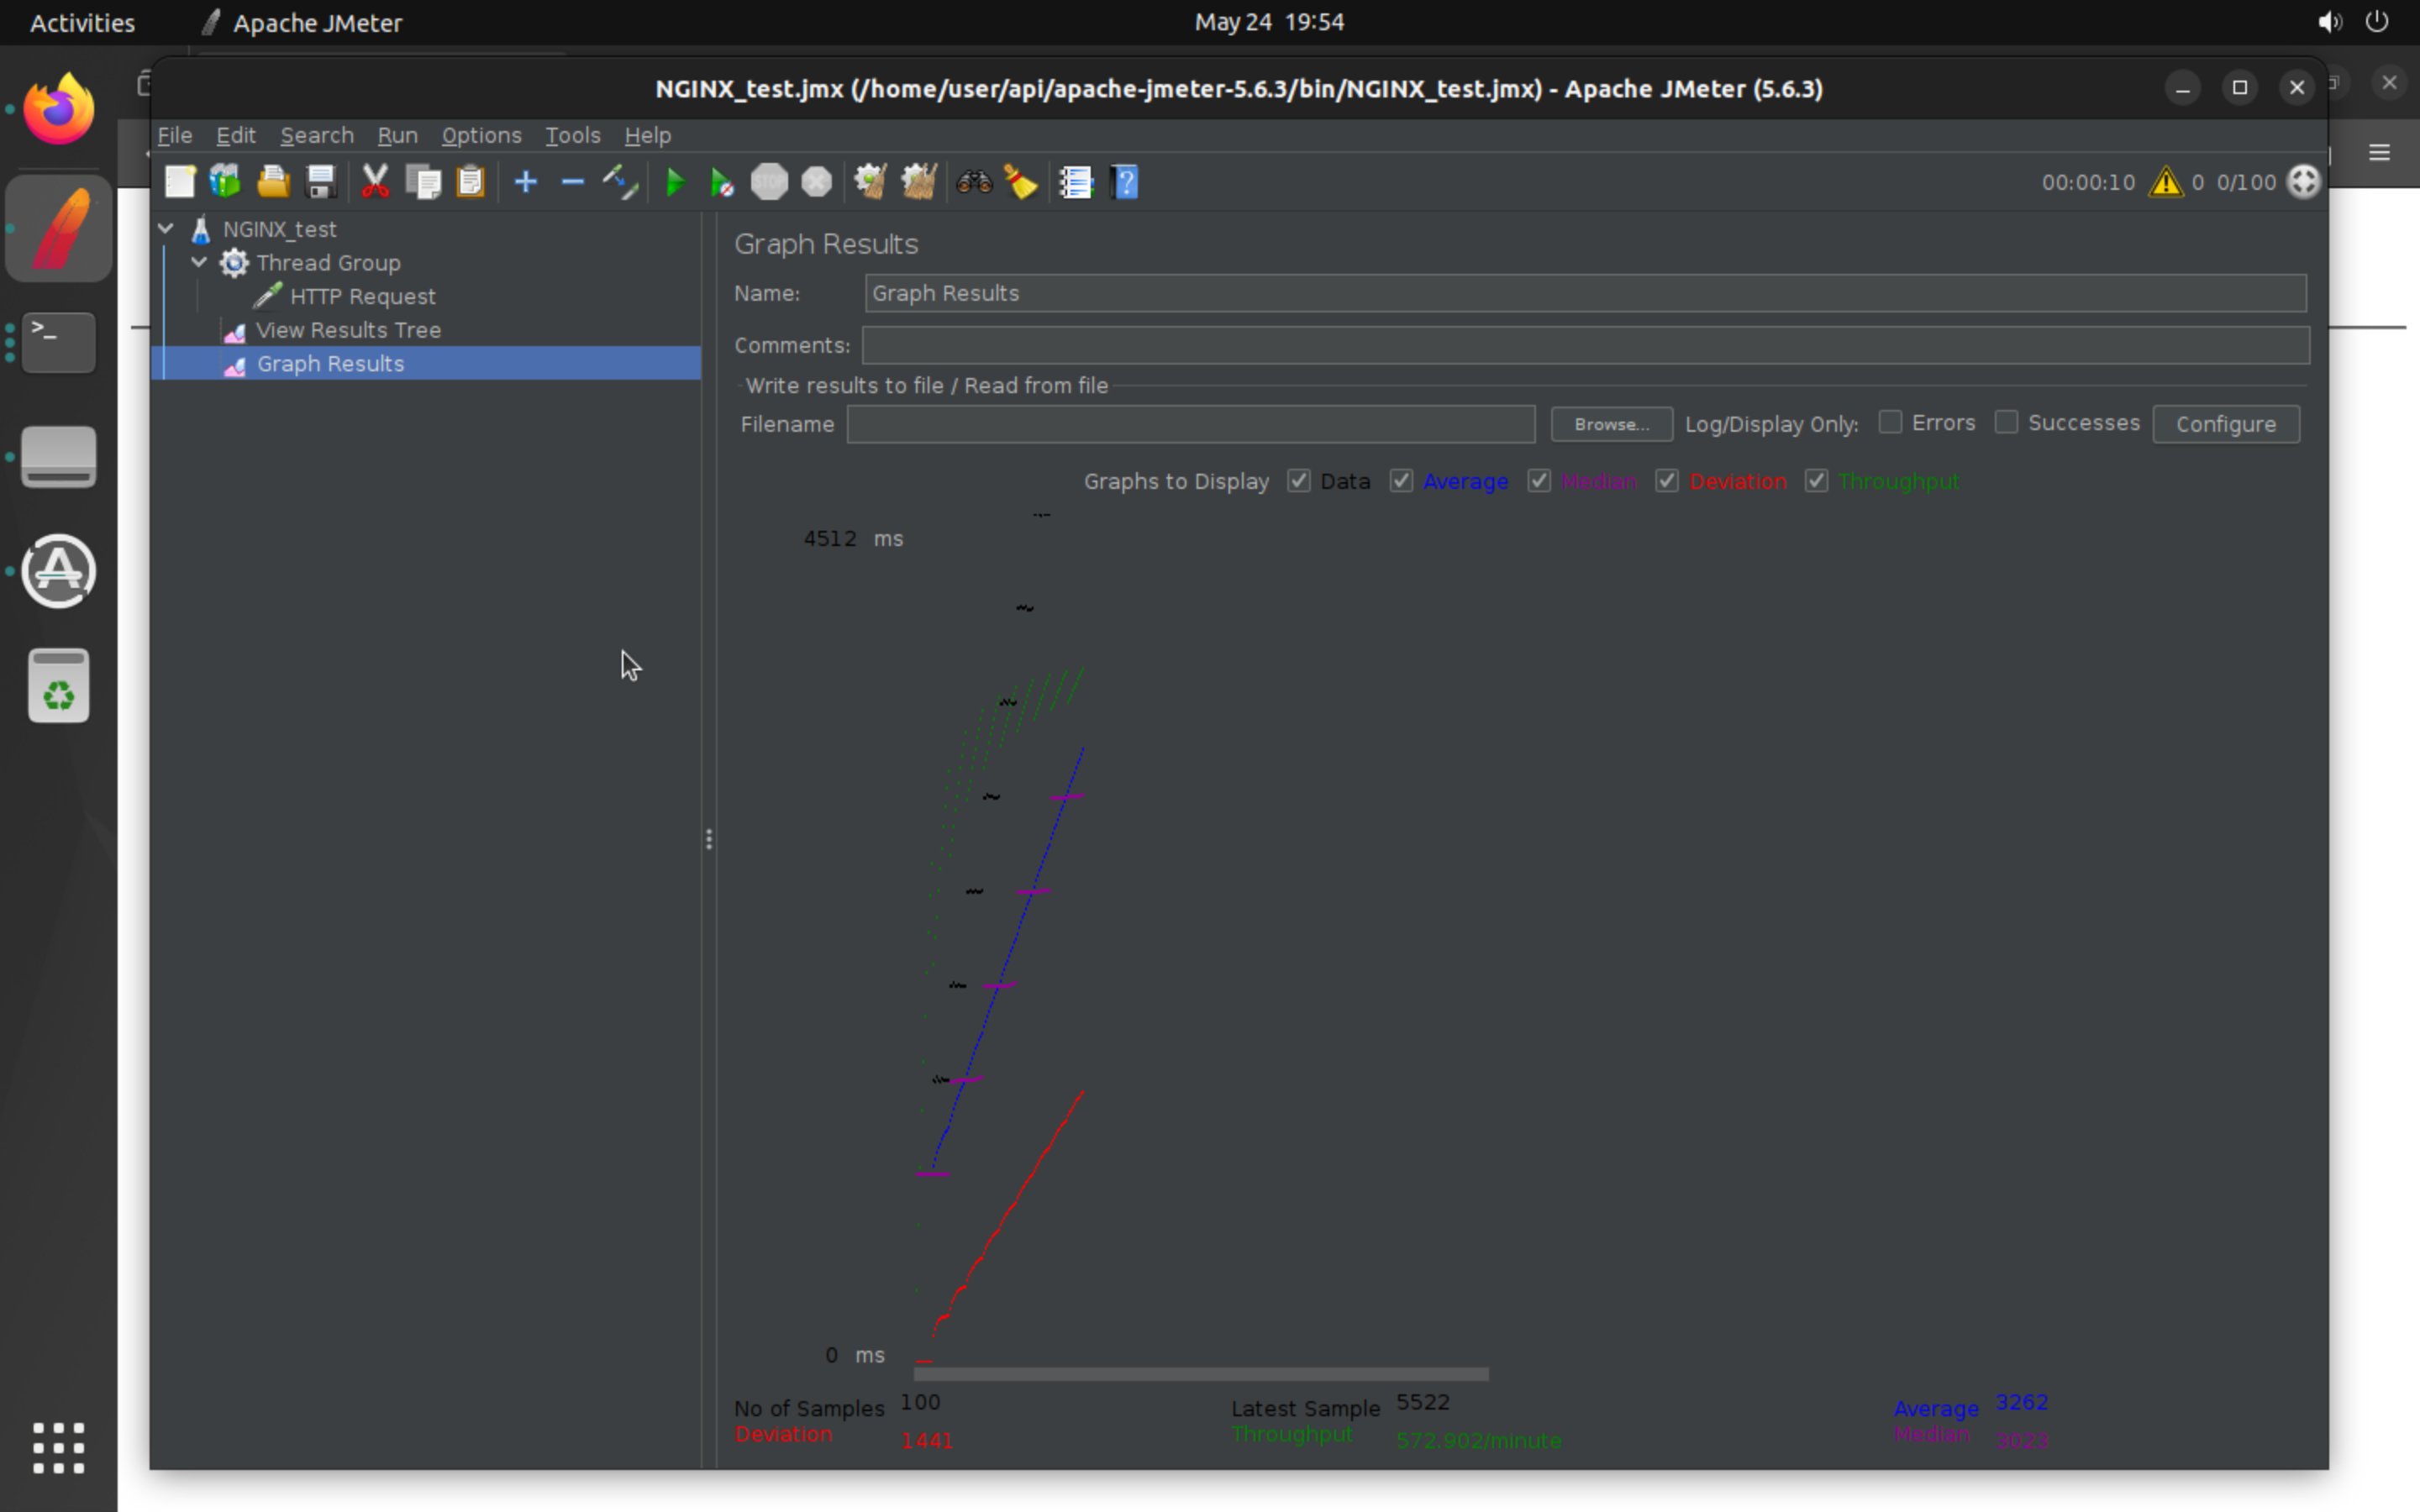 Activities Apache JMeter May 24 19:54
NGINX_test.jmx (/home/user/api/apache-jmeter-5.6.3/bin/NGINX_test.jmx) - Apache JMeter (5.6.3)
File Edit Search Run Options Tools Help
STOP 00:00:10 0 0/100
NGINX_test
Thread Group
HTTP Request
View Results Tree
Graph Results
Graph Results
Name: Graph Results
Comments:
Write results to file / Read from file
Filename Browse... Log/Display Only: Errors Successes Configure
Graphs to Display Data Average Median Deviation Throughput
4512 ms
0 ms
No of Samples 100 Latest Sample 5522 Average 3262
Deviation 1441 Throughput 572.902/minute Median 3023